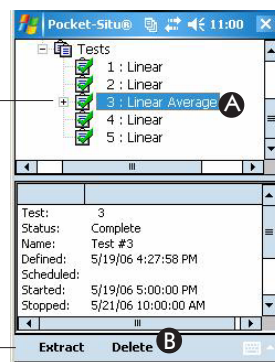 Pocket-Situ® 11:00
Tests
1 : Linear
2 : Linear
3 : Linear Average A
4 : Linear
5 : Linear
Test: 3
Status: Complete
Name: Test #3
Defined: 5/19/06 4:27:58 PM
Scheduled:
Started: 5/19/06 5:00:00 PM
Stopped: 5/21/06 10:00:00 AM
Extract Delete B